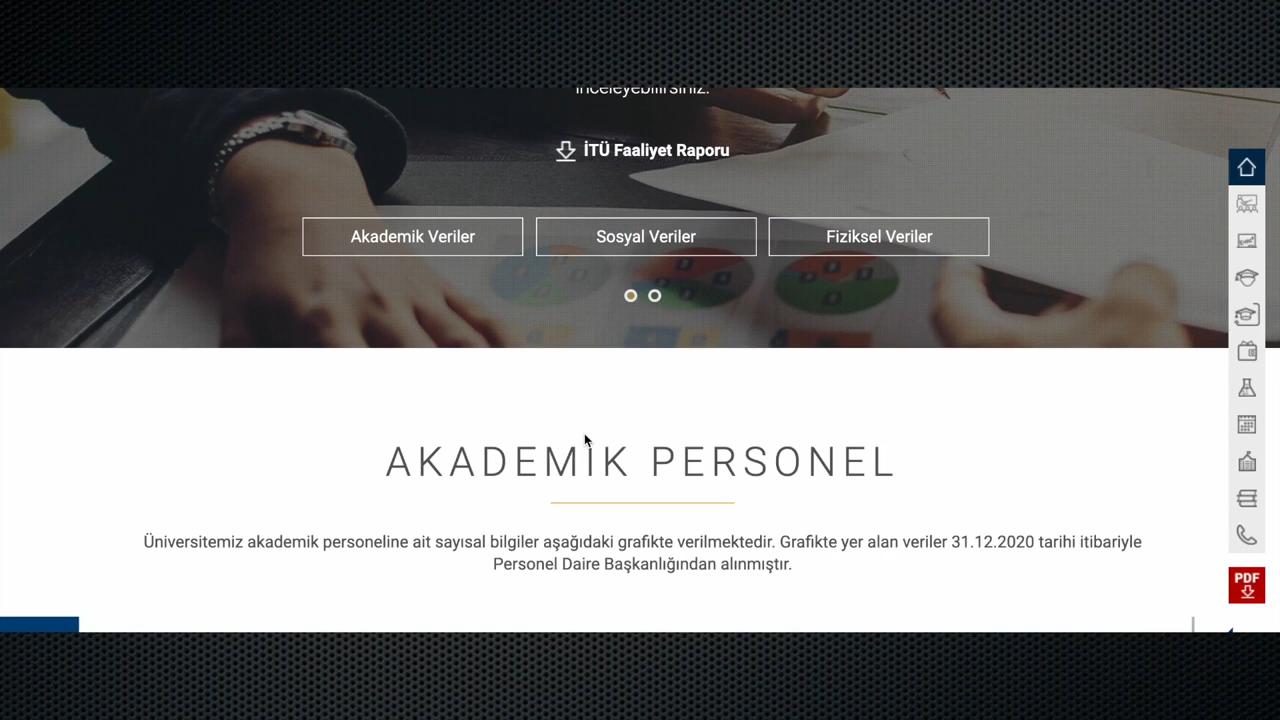 inceleyebilirsiniz.
İTÜ Faaliyet Raporu
Akademik Veriler
Sosyal Veriler
Fiziksel Veriler
AKADEMİK PERSONEL
Üniversitemiz akademik personeline ait sayısal bilgiler aşağıdaki grafikte verilmektedir. Grafikte yer alan veriler 31.12.2020 tarihi itibariyle
Personel Daire Başkanlığından alınmıştır.
PDF